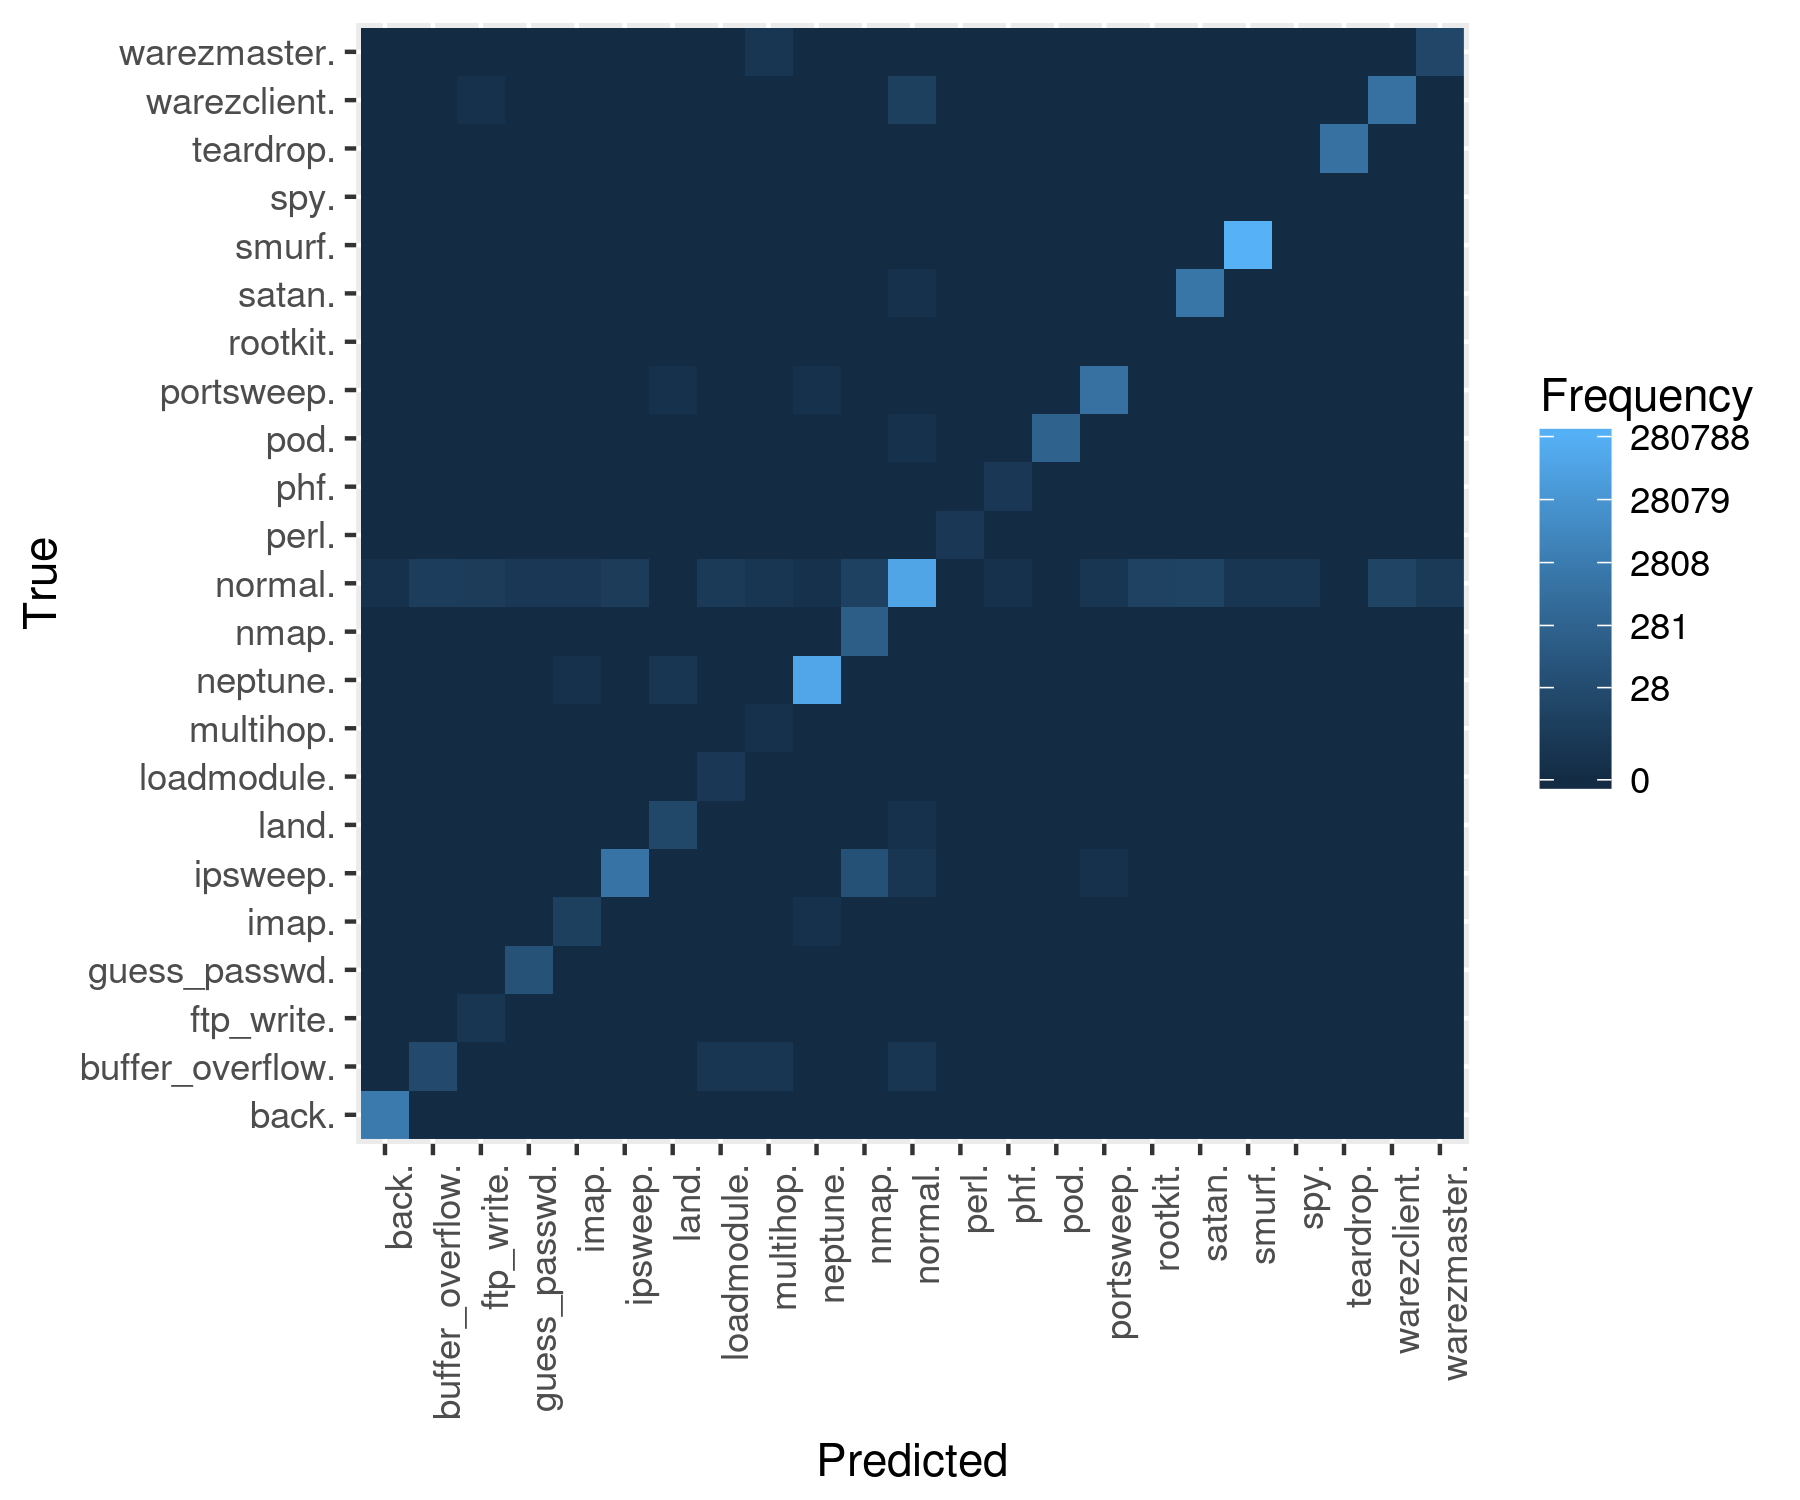 warezmaster.
warezclient.
teardrop.
spy.
smurf.
satan.
rootkit.
portsweep.
pod.
phf.
perl.
normal.
nmap.
neptune.
multihop.
loadmodule.
land.
ipsweep.
imap.
guess_passwd.
ftp_write.
buffer_overflow.
back.
True
back.
buffer_overflow.
ftp_write.
guess_passwd.
imap.
ipsweep.
land.
loadmodule.
multihop.
neptune.
nmap.
normal.
perl.
phf.
pod.
portsweep.
rootkit.
satan.
smurf.
spy.
teardrop.
warezclient.
warezmaster.
Predicted
Frequency
280788
28079
2808
281
28
0